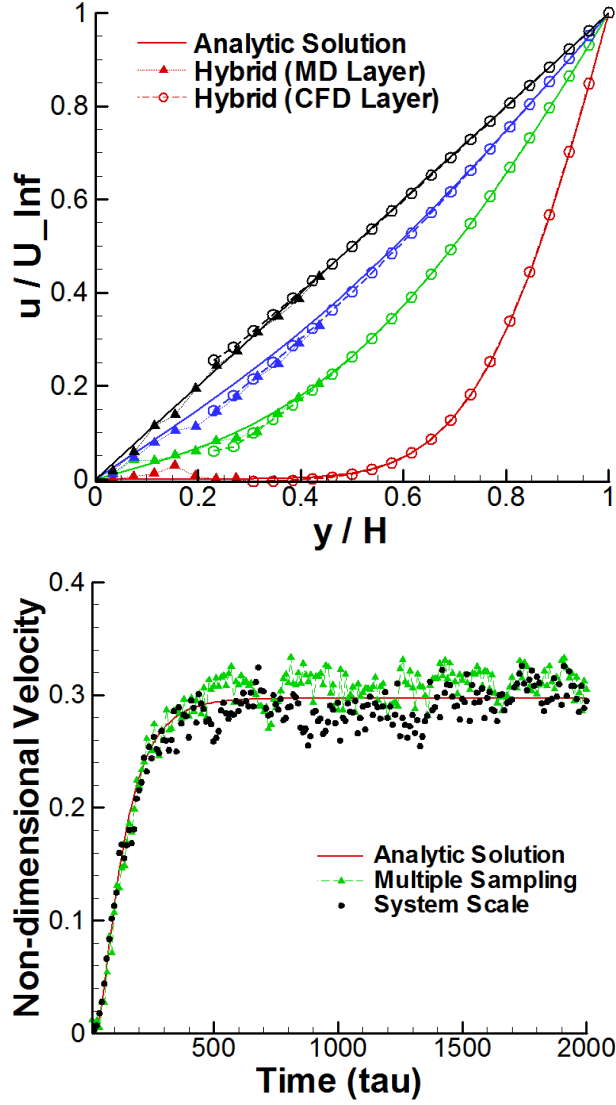 1
0.8
0.6
0.4
0.2
0
u / U_Inf
Analytic Solution
Hybrid (MD Layer)
Hybrid (CFD Layer)
0
0.2
0.4
0.6
0.8
1
y / H
0.4
0.3
0.2
0.1
0
Non-dimensional Velocity
Analytic Solution
Multiple Sampling
System Scale
500
1000
1500
2000
Time (tau)